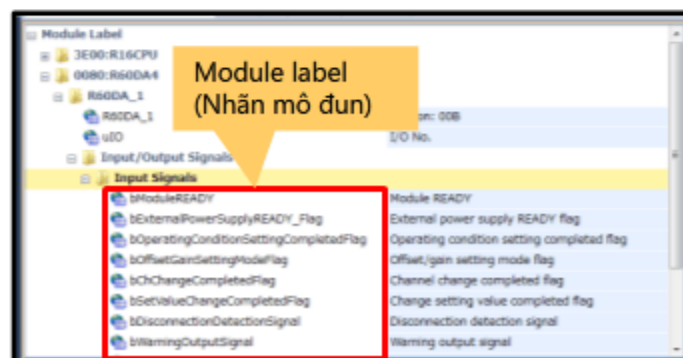 Module Label
3E00:R16CPU
0080:R60DA4
R60DA_1
Module label
(Nhãn mô đun)
R60DA_1
on: 00B
uIO I/O No.
Input/Output Signals
Input Signals
bModuleREADY Module READY
bExternalPowerSupplyREADY_Flag External power supply READY flag
bOperatingConditionSettingCompletedFlag Operating condition setting completed flag
bOffsetGainSettingModeFlag Offset/gain setting mode flag
bChChangeCompletedFlag Channel change completed flag
bSetValueChangeCompletedFlag Change setting value completed flag
bDisconnectionDetectionSignal Disconnection detection signal
bWarningOutputSignal Warning output signal